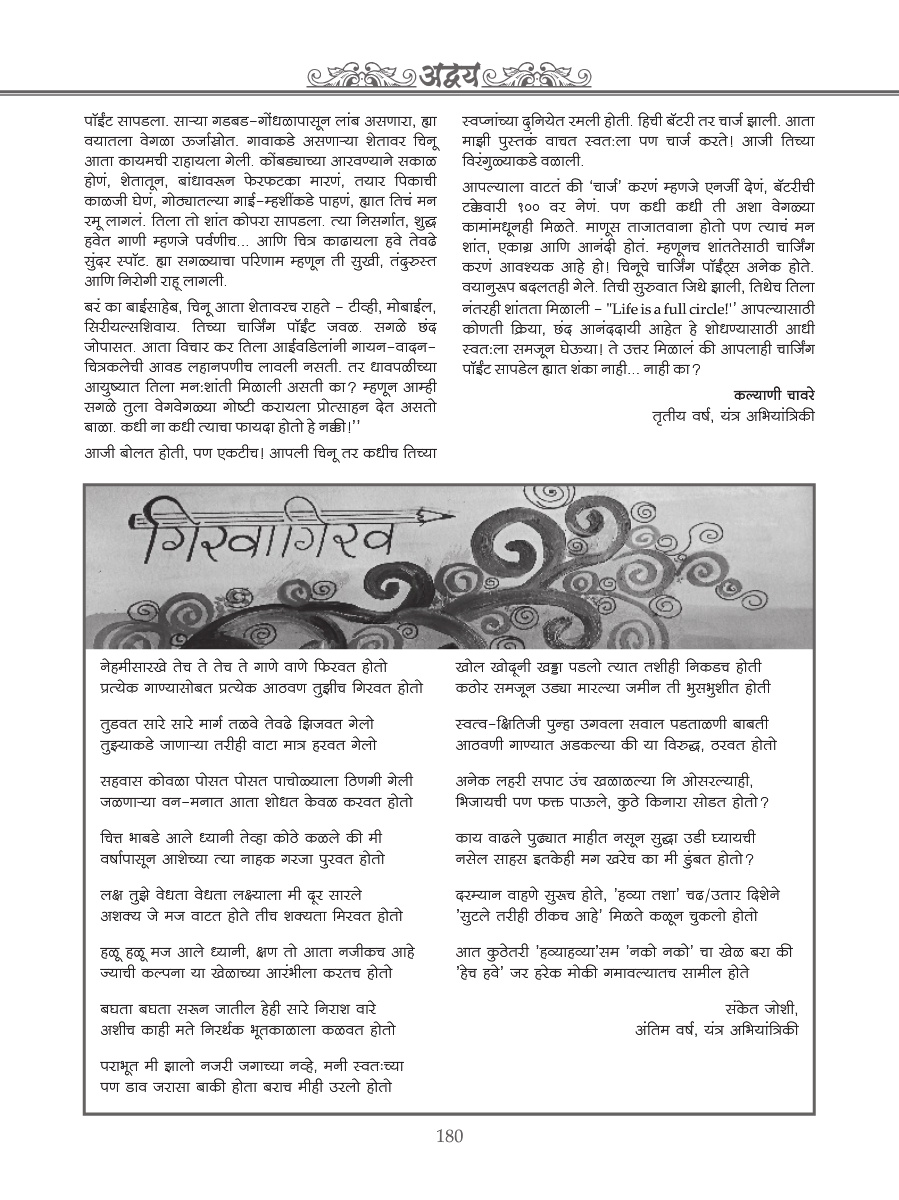 अद्वय
पॉईंट सापडला. साऱ्या गडबड-गोंधळापासून लांब असणारा, ह्या
वयातला वेगळा ऊर्जास्रोत. गावाकडे असणाऱ्या शेतावर चिनू
आता कायमची राहायला गेली. कोंबड्याच्या आरवण्याने सकाळ
होणं, शेतातून, बांधावरून फेरफटका मारणं, तयार पिकाची
काळजी घेणं, गोठ्यातल्या गाई-म्हशींकडे पाहणं, ह्यात तिचं मन
रमू लागलं. तिला तो शांत कोपरा सापडला. त्या निसर्गात, शुद्ध
हवेत गाणी म्हणजे पर्वणीच... आणि चित्र काढायला हवे तेवढे
सुंदर स्पॉट. ह्या सगळ्याचा परिणाम म्हणून ती सुखी, तंदुरुस्त
आणि निरोगी राहू लागली.
बरं का बाईसाहेब, चिनू आता शेतावरच राहते - टीव्ही, मोबाईल,
सिरीयल्सशिवाय. तिच्या चार्जिंग पॉईंट जवळ. सगळे छंद
जोपासत. आता विचार कर तिला आईवडिलांनी गायन-वादन-
चित्रकलेची आवड लहानपणीच लावली नसती. तर धावपळीच्या
आयुष्यात तिला मन:शांती मिळाली असती का? म्हणून आम्ही
सगळे तुला वेगवेगळ्या गोष्टी करायला प्रोत्साहन देत असतो
बाळा. कधी ना कधी त्याचा फायदा होतो हे नक्की!''
आजी बोलत होती, पण एकटीच! आपली चिनू तर कधीच तिच्या
स्वप्नांच्या दुनियेत रमली होती. हिची बॅटरी तर चार्ज झाली. आता
माझी पुस्तकं वाचत स्वत:ला पण चार्ज करते! आजी तिच्या
विरंगुळ्याकडे वळाली.
आपल्याला वाटतं की 'चार्ज' करणं म्हणजे एनर्जी देणं, बॅटरीची
टक्केवारी १०० वर नेणं. पण कधी कधी ती अशा वेगळ्या
कामांमधूनही मिळते. माणूस ताजातवाना होतो पण त्याचं मन
शांत, एकाग्र आणि आनंदी होतं. म्हणूनच शांततेसाठी चार्जिंग
करणं आवश्यक आहे हो! चिनूचे चार्जिंग पॉईंट्स अनेक होते.
वयानुरूप बदलतही गेले. तिची सुरुवात जिथे झाली, तिथेच तिला
नंतरही शांतता मिळाली - "Life is a full circle!'' आपल्यासाठी
कोणती क्रिया, छंद आनंददायी आहेत हे शोधण्यासाठी आधी
स्वत:ला समजून घेऊया! ते उत्तर मिळालं की आपलाही चार्जिंग
पॉईंट सापडेल ह्यात शंका नाही... नाही का?
कल्याणी चावरे
तृतीय वर्ष, यंत्र अभियांत्रिकी
गिरवागिरव
नेहमीसारखे तेच ते तेच ते गाणे वाणे फिरवत होतो
प्रत्येक गाण्यासोबत प्रत्येक आठवण तुझीच गिरवत होतो
तुडवत सारे सारे मार्ग तळवे तेवढे झिजवत गेलो
तुझ्याकडे जाणाऱ्या तरीही वाटा मात्र हरवत गेलो
सहवास कोवळा पोसत पोसत पाचोळ्याला ठिणगी गेली
जळणाऱ्या वन-मनात आता शोधत केवळ करवत होतो
चित्त भाबडे आले ध्यानी तेव्हा कोठे कळले की मी
वर्षांपासून आशेच्या त्या नाहक गरजा पुरवत होतो
लक्ष तुझे वेधता वेधता लक्ष्याला मी दूर सारले
अशक्य जे मज वाटत होते तीच शक्यता मिरवत होतो
हळू हळू मज आले ध्यानी, क्षण तो आता नजीकच आहे
ज्याची कल्पना या खेळाच्या आरंभीला करतच होतो
बघता बघता सरून जातील हेही सारे निराश वारे
अशीच काही मते निरर्थक भूतकाळाला कळवत होतो
पराभूत मी झालो नजरी जगाच्या नव्हे, मनी स्वतःच्या
पण डाव जरासा बाकी होता बराच मीही उरलो होतो
खोल खोदूनी खड्डा पडलो त्यात तशीही निकडच होती
कठोर समजून उड्या मारल्या जमीन ती भुसभुशीत होती
स्वत्व-क्षितिजी पुन्हा उगवला सवाल पडताळणी बाबती
आठवणी गाण्यात अडकल्या की या विरुद्ध, ठरवत होतो
अनेक लहरी सपाट उंच खळाळल्या नि ओसरल्याही,
भिजायची पण फक्त पाऊले, कुठे किनारा सोडत होतो?
काय वाढले पुढ्यात माहीत नसून सुद्धा उडी घ्यायची
नसेल साहस इतकेही मग खरेच का मी डुंबत होतो?
दरम्यान वाहणे सुरूच होते, 'हव्या तशा' चढ/उतार दिशेने
'सुटले तरीही ठीकच आहे' मिळते कळून चुकलो होतो
आत कुठेतरी 'हव्याहव्या'सम 'नको नको' चा खेळ बरा की
'हेच हवे' जर हरेक मोकी गमावल्यातच सामील होते
संकेत जोशी,
अंतिम वर्ष, यंत्र अभियांत्रिकी
180